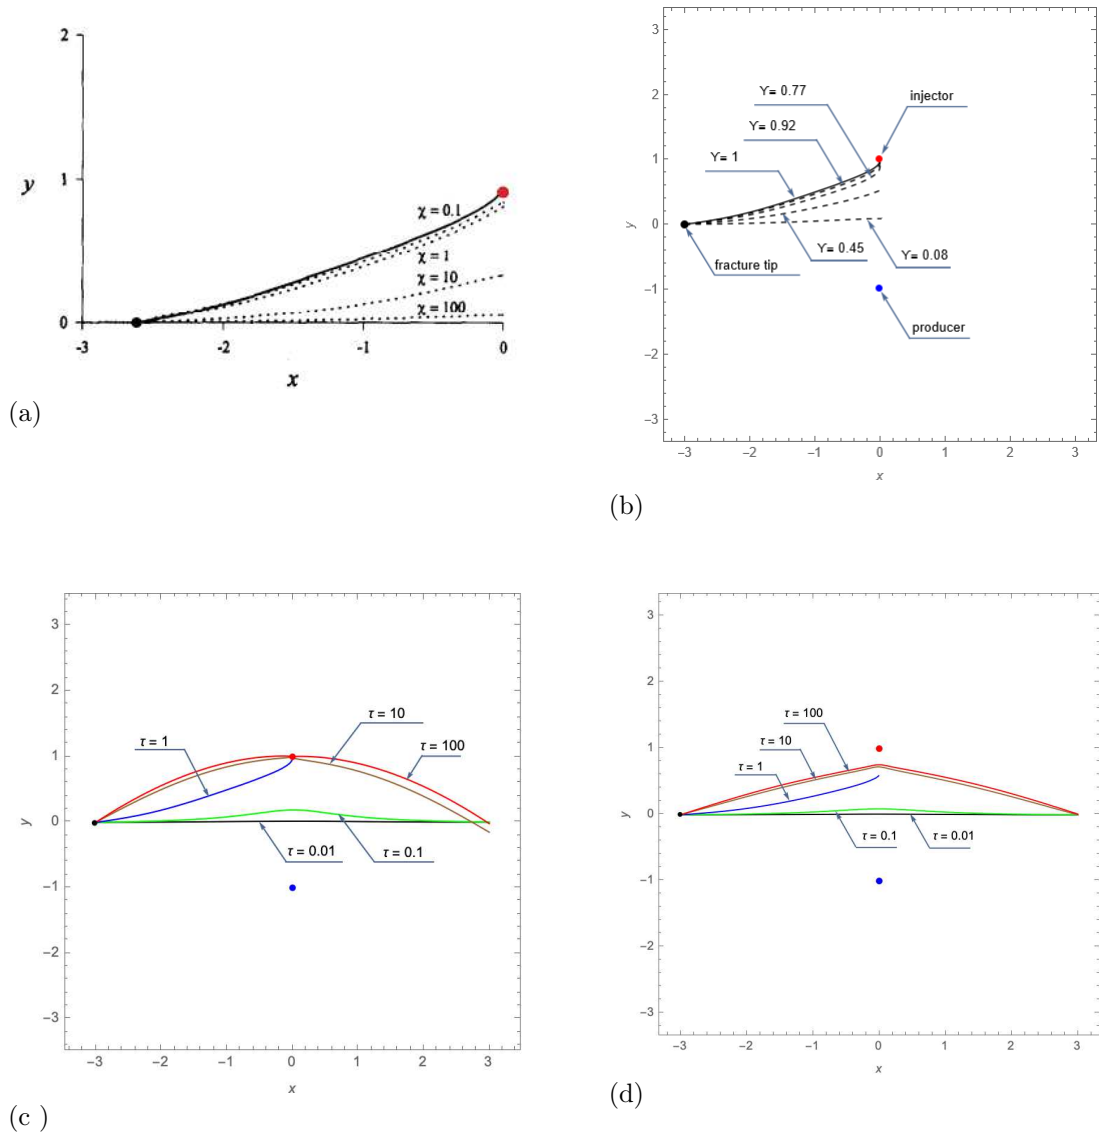 2
1
0
y
-3
-2
-1
0
x
χ = 0.1
χ = 1
χ = 10
χ = 100
(a)
3
2
1
0
−1
−2
−3
y
−3
−2
−1
0
1
2
3
x
ϒ= 0.77
ϒ= 0.92
ϒ= 1
injector
fracture tip
ϒ= 0.45
ϒ= 0.08
producer
(b)
3
2
1
0
−1
−2
−3
y
−3
−2
−1
0
1
2
3
x
τ = 10
τ = 1
τ = 100
τ = 0.01
τ = 0.1
(c )
3
2
1
0
−1
−2
−3
y
−3
−2
−1
0
1
2
3
x
τ = 100
τ = 10
τ = 1
τ = 0.1
τ = 0.01
(d)